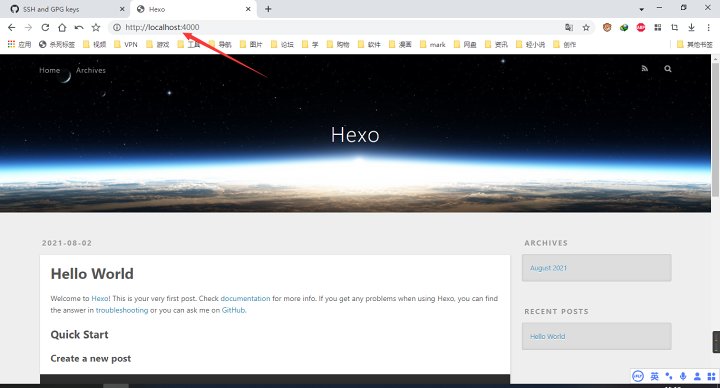 SSH and GPG keys
Hexo
http://localhost:4000
应用 杀死标签 视频 VPN 游戏 工具 导航 图片 论坛 学 购物 软件 漫画 mark 网盘 资讯 轻小说 创作 其他书签
Home Archives
Hexo
2021-08-02
Hello World
Welcome to Hexo! This is your very first post. Check documentation for more info. If you get any problems when using Hexo, you can
find the answer in troubleshooting or you can ask me on GitHub.
Quick Start
Create a new post
ARCHIVES
August 2021
RECENT POSTS
Hello World
英